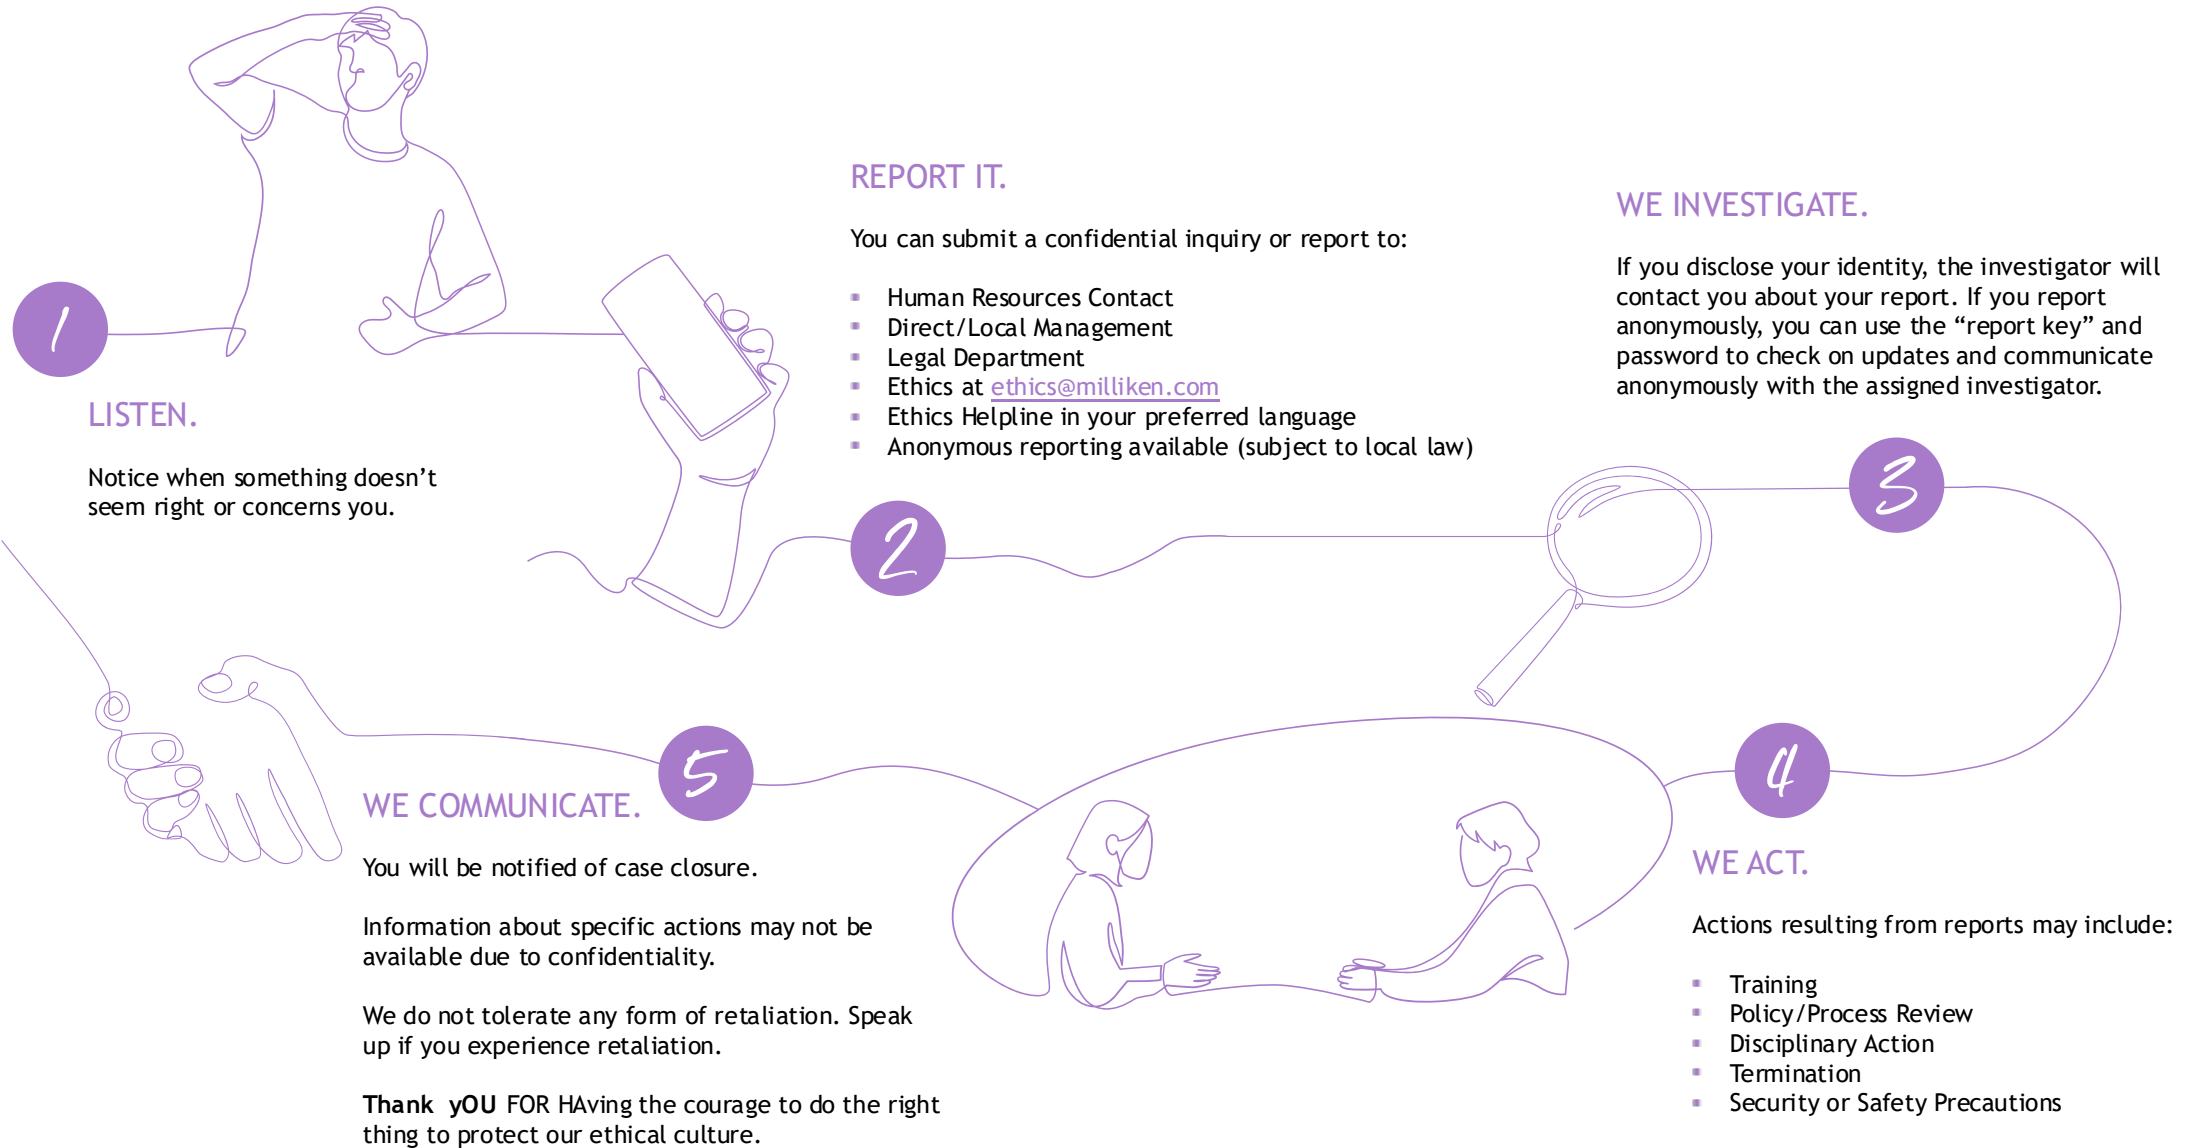 1
LISTEN.
Notice when something doesn’t
seem right or concerns you.
REPORT IT.
You can submit a confidential inquiry or report to:
Human Resources Contact
Direct/Local Management
Legal Department
Ethics at ethics@milliken.com
Ethics Helpline in your preferred language
Anonymous reporting available (subject to local law)
2
WE INVESTIGATE.
If you disclose your identity, the investigator will
contact you about your report. If you report
anonymously, you can use the “report key” and
password to check on updates and communicate
anonymously with the assigned investigator.
3
4
WE ACT.
Actions resulting from reports may include:
Training
Policy/Process Review
Disciplinary Action
Termination
Security or Safety Precautions
5
WE COMMUNICATE.
You will be notified of case closure.
Information about specific actions may not be
available due to confidentiality.
We do not tolerate any form of retaliation. Speak
up if you experience retaliation.
Thank yOU FOR HAving the courage to do the right
thing to protect our ethical culture.